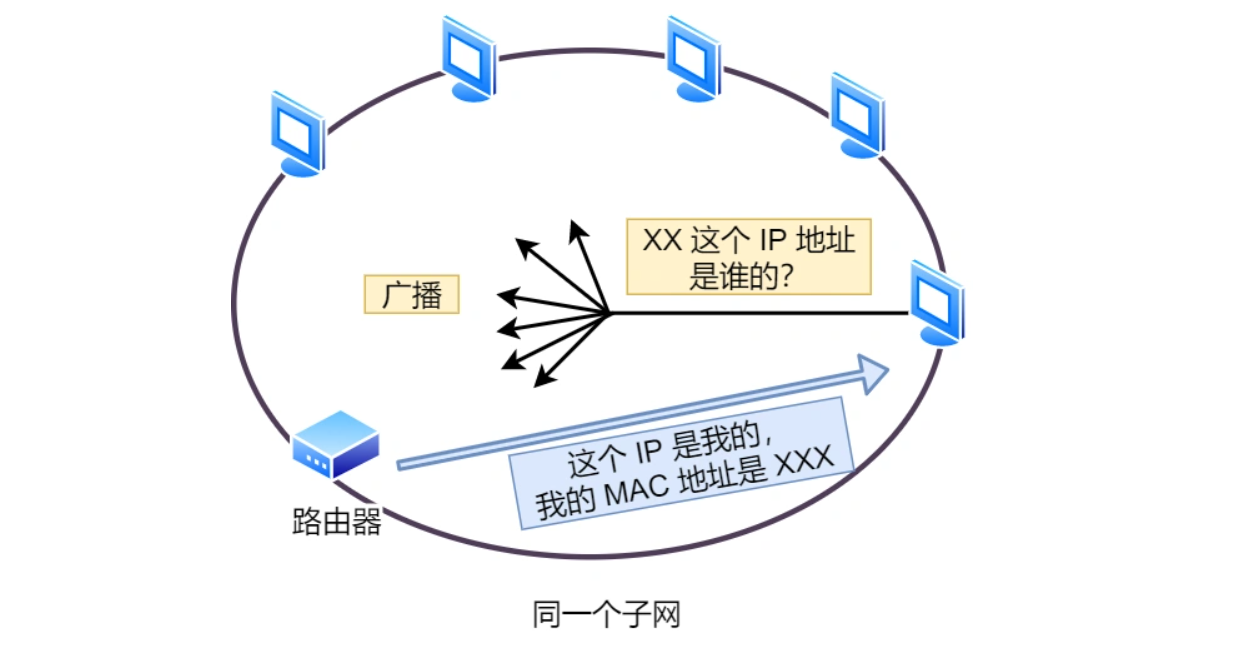 XX 这个 IP 地址
是谁的？
广播
这个 IP 是我的，
我的 MAC 地址是 XXX
路由器
同一个子网